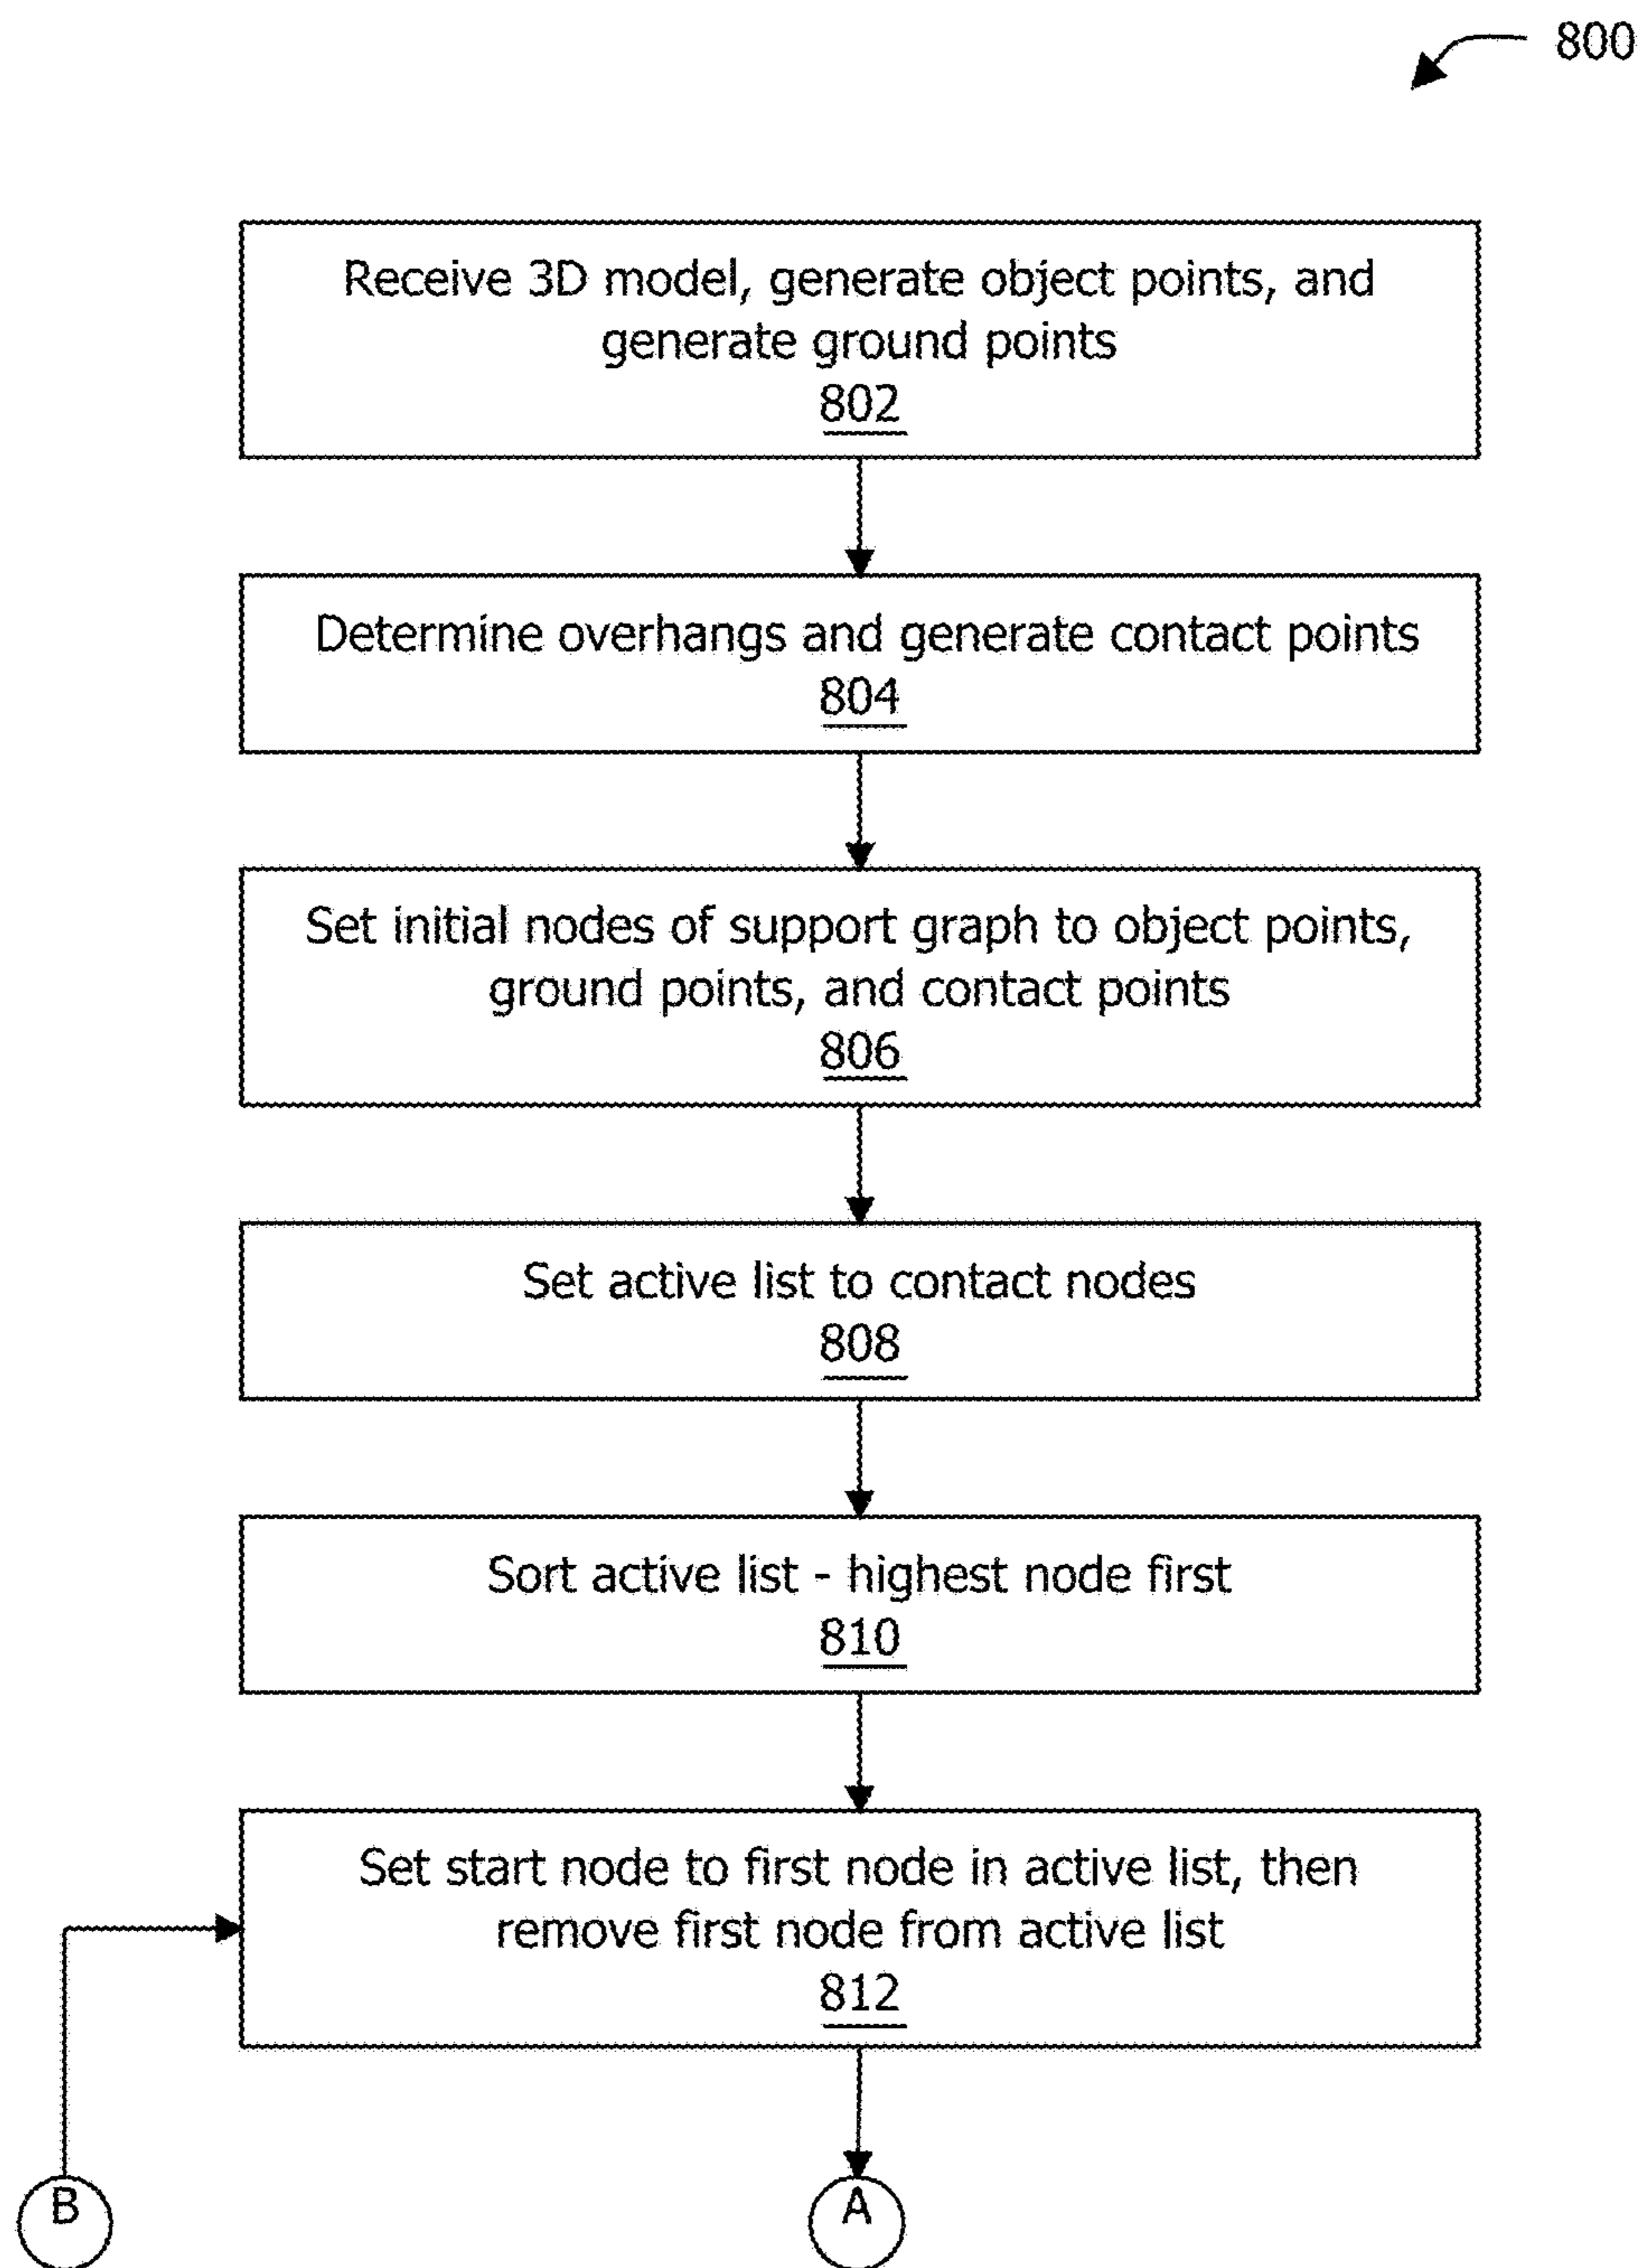 800
Receive 3D model, generate object points, and
generate ground points
802
Determine overhangs and generate contact points
804
Set initial nodes of support graph to object points,
ground points, and contact points
806
Set active list to contact nodes
808
Sort active list - highest node first
810
Set start node to first node in active list, then
remove first node from active list
812
B
A